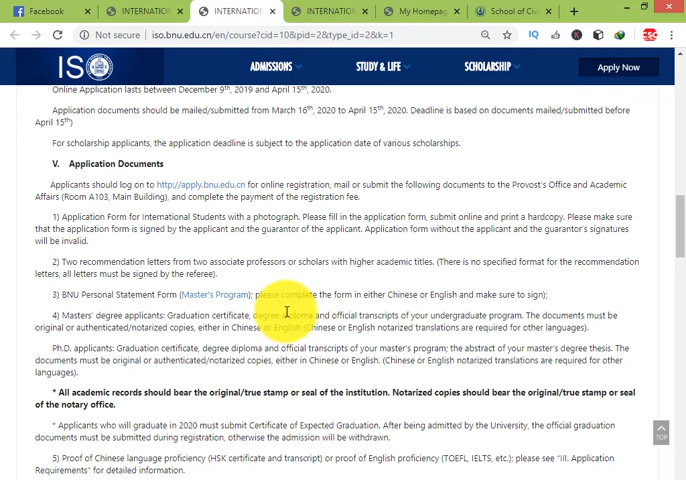 Facebook
INTERNATION
INTERNATION
INTERNATION
My Homepag
School of Civi
Not secure
iso.bnu.edu.cn/en/course?cid=108&pid=2&type_id=2&k=1
ISO
ADMISSIONS
STUDY & LIFE
SCHOLARSHIP
Apply Now
Online Application lasts between December 9th, 2019 and April 15th, 2020.
Application documents should be mailed/submitted from March 16th, 2020 to April 15th, 2020. Deadline is based on documents mailed/submitted before
April 15th)
For scholarship applicants, the application deadline is subject to the application date of various scholarships.
V. Application Documents
Applicants should log on to http://apply.bnu.edu.cn for online registration, mail or submit the following documents to the Provost's Office and Academic
Affairs (Room A103, Main Building), and complete the payment of the registration fee.
1) Application Form for International Students with a photograph. Please fill in the application form, submit online and print a hardcopy. Please make sure
that the application form is signed by the applicant and the guarantor of the applicant. Application form without the applicant and the guarantor's signatures
will be invalid.
2) Two recommendation letters from two associate professors or scholars with higher academic titles. (There is no specified format for the recommendation
letters, all letters must be signed by the referee).
3) BNU Personal Statement Form (Master's Program); please complete the form in either Chinese or English and make sure to sign);
4) Masters' degree applicants: Graduation certificate, degree diploma and official transcripts of your undergraduate program. The documents must be
original or authenticated/notarized copies, either in Chinese or English (Chinese or English notarized translations are required for other languages).
Ph.D. applicants: Graduation certificate, degree diploma and official transcripts of your master's program; the abstract of your master's degree thesis. The
documents must be original or authenticated/notarized copies, either in Chinese or English. (Chinese or English notarized translations are required for other
languages).
* All academic records should bear the original/true stamp or seal of the institution. Notarized copies should bear the original/true stamp or seal
of the notary office.
* Applicants who will graduate in 2020 must submit Certificate of Expected Graduation. After being admitted by the University, the official graduation
documents must be submitted during registration, otherwise the admission will be withdrawn.
5) Proof of Chinese language proficiency (HSK certificate and transcript) or proof of English proficiency (TOEFL, IELTS, etc.); please see "III. Application
Requirements" for detailed information.
TOP